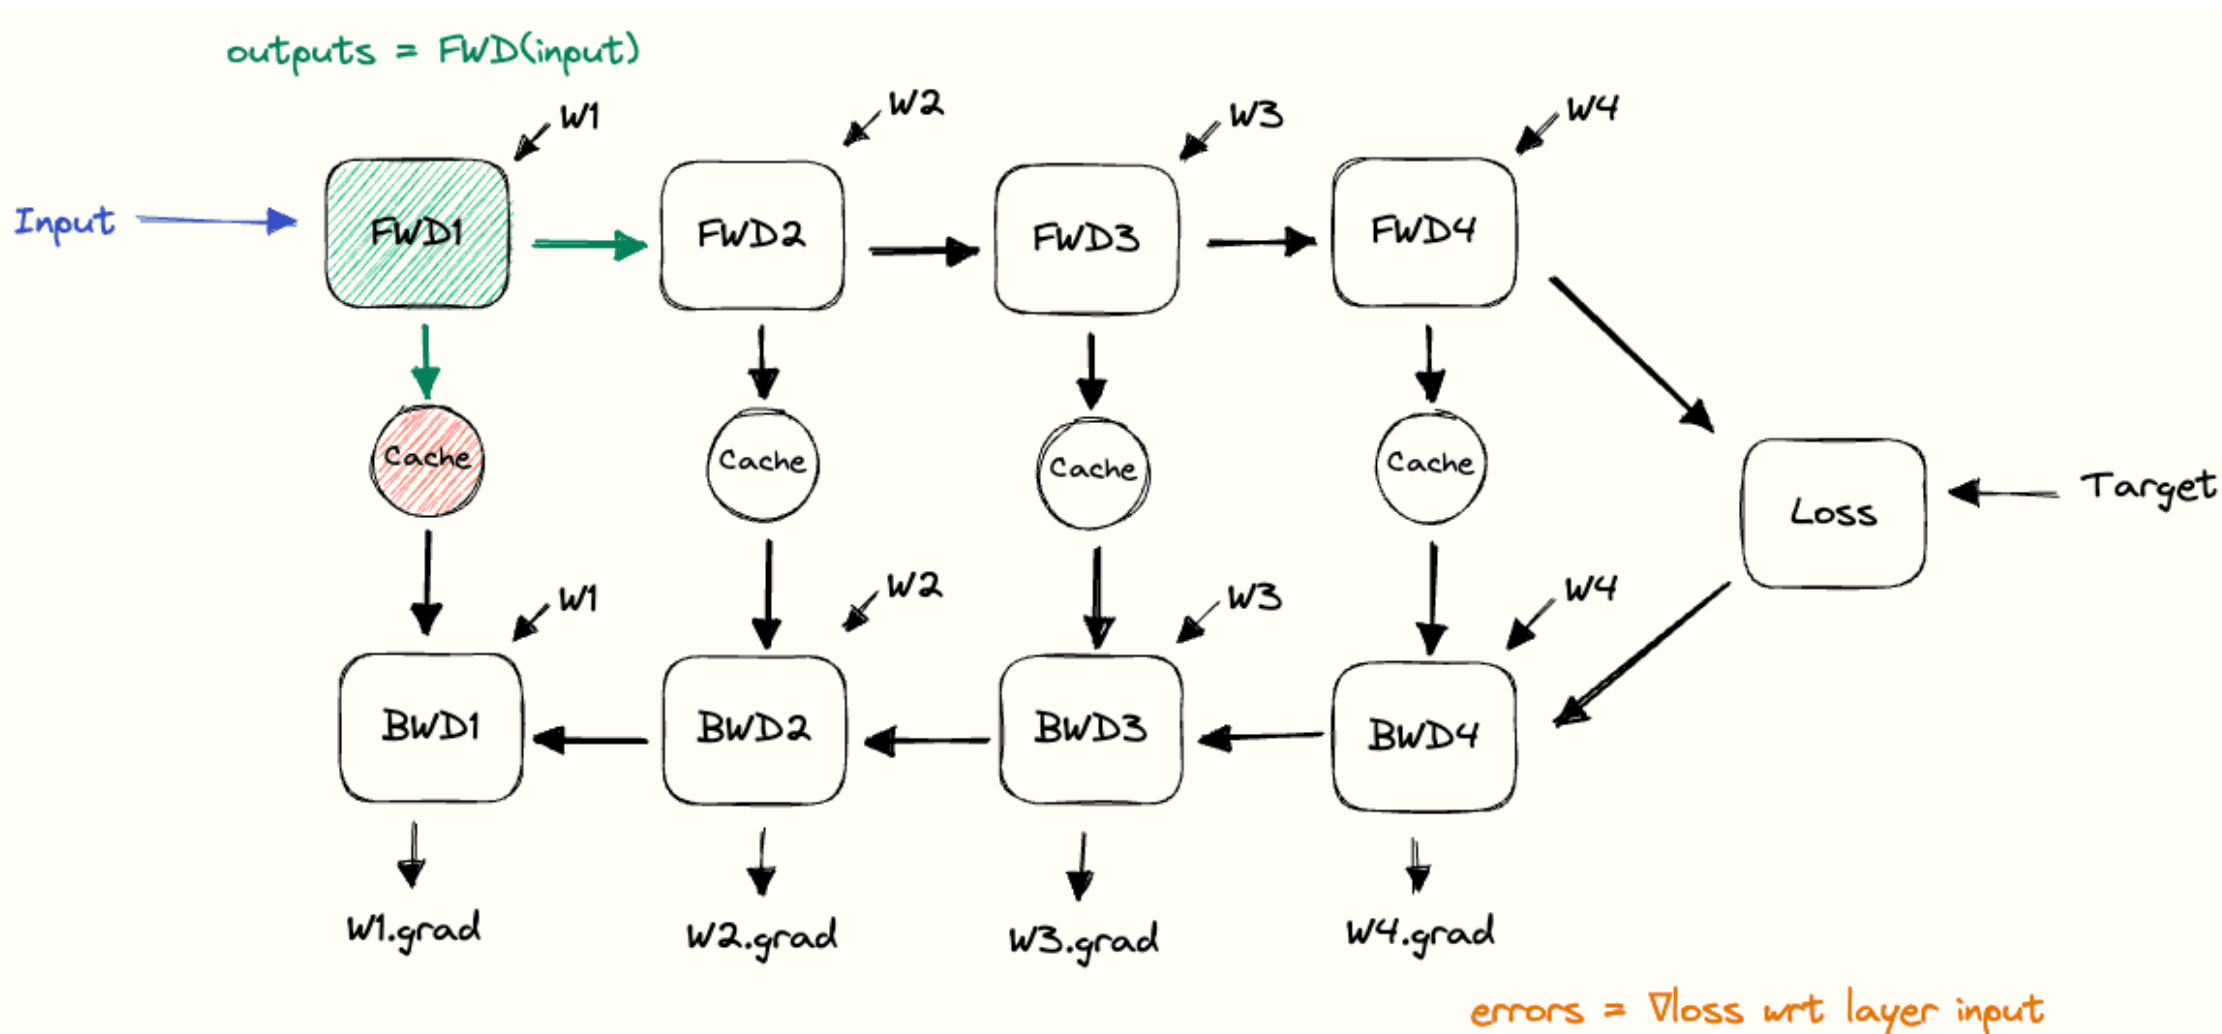 outputs = FWD(input)
W1
W2
W3
W4
Input
FWD1
FWD2
FWD3
FWD4
Cache
Cache
Cache
Cache
Loss
Target
W1
W2
W3
W4
BWD1
BWD2
BWD3
BWD4
W1.grad
W2.grad
W3.grad
W4.grad
errors = ∇loss wrt layer input